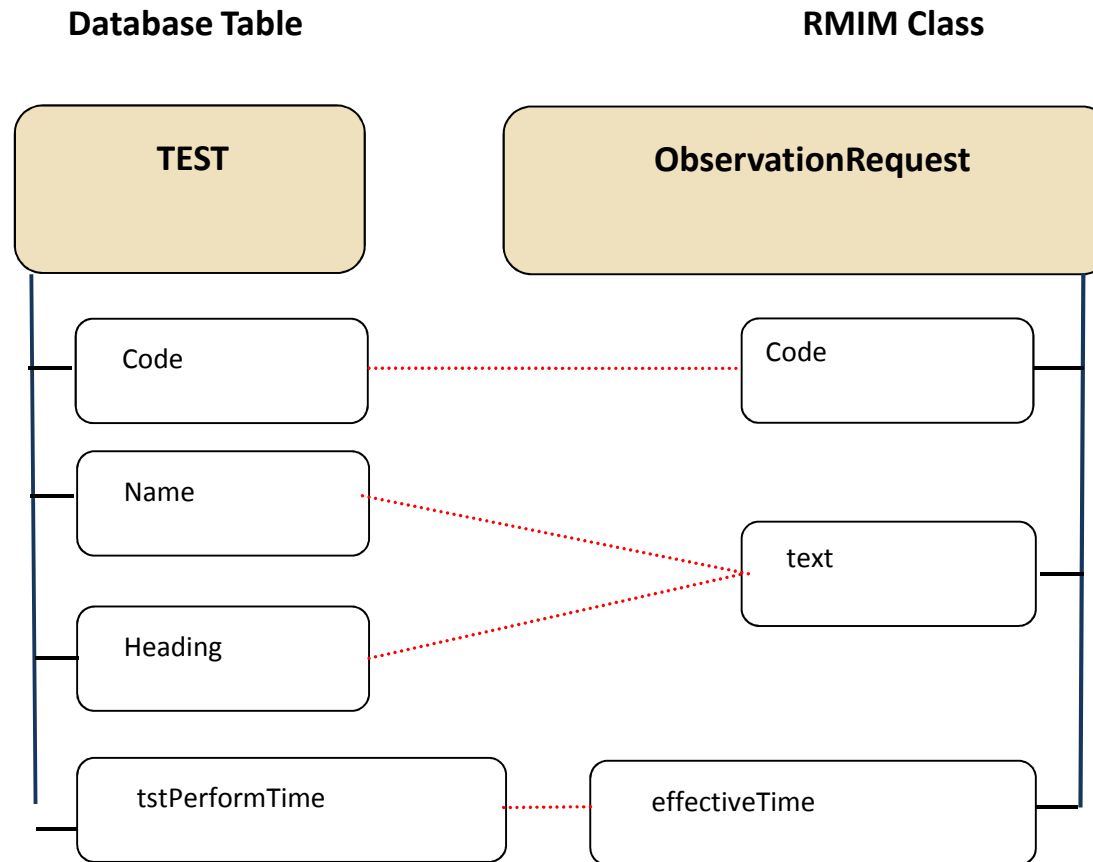 Database Table
RMIM Class
TEST
ObservationRequest
Code
Code
Name
text
Heading
tstPerformTime
effectiveTime